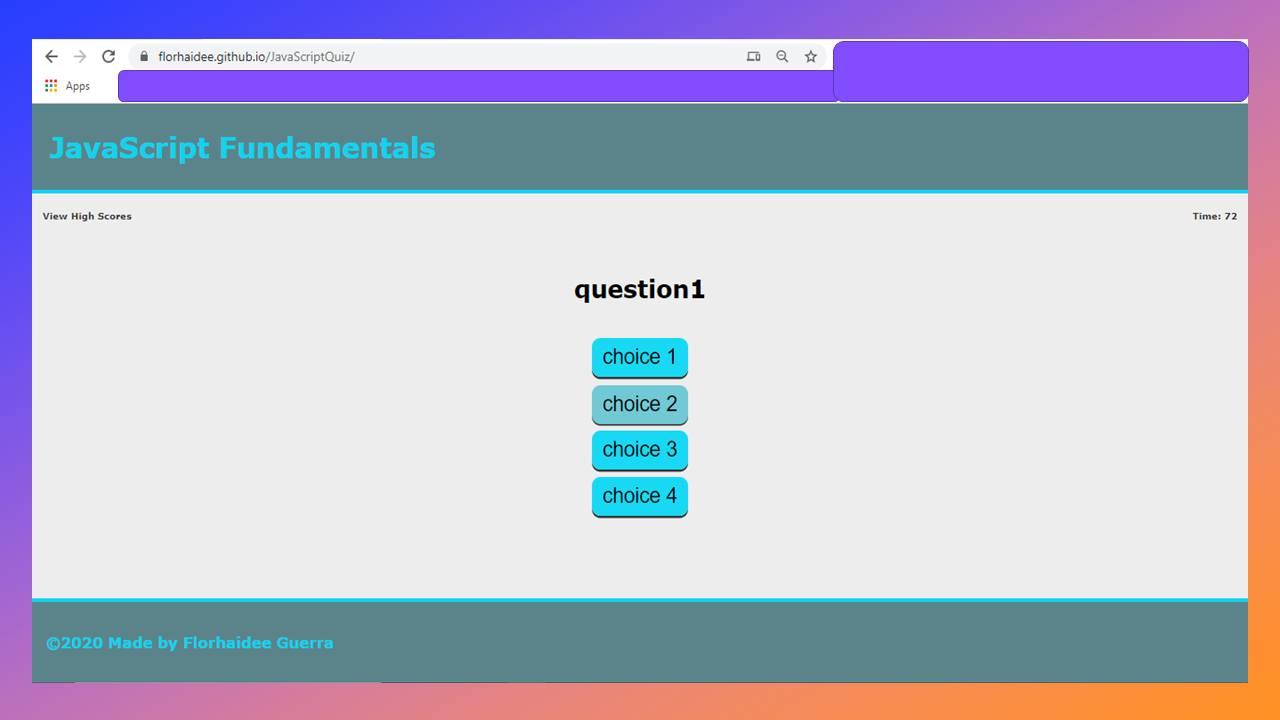 florhaidee.github.io/JavaScriptQuiz/
Apps
JavaScript Fundamentals
View High Scores
Time: 72
question1
choice 1
choice 2
choice 3
choice 4
©2020 Made by Florhaidee Guerra